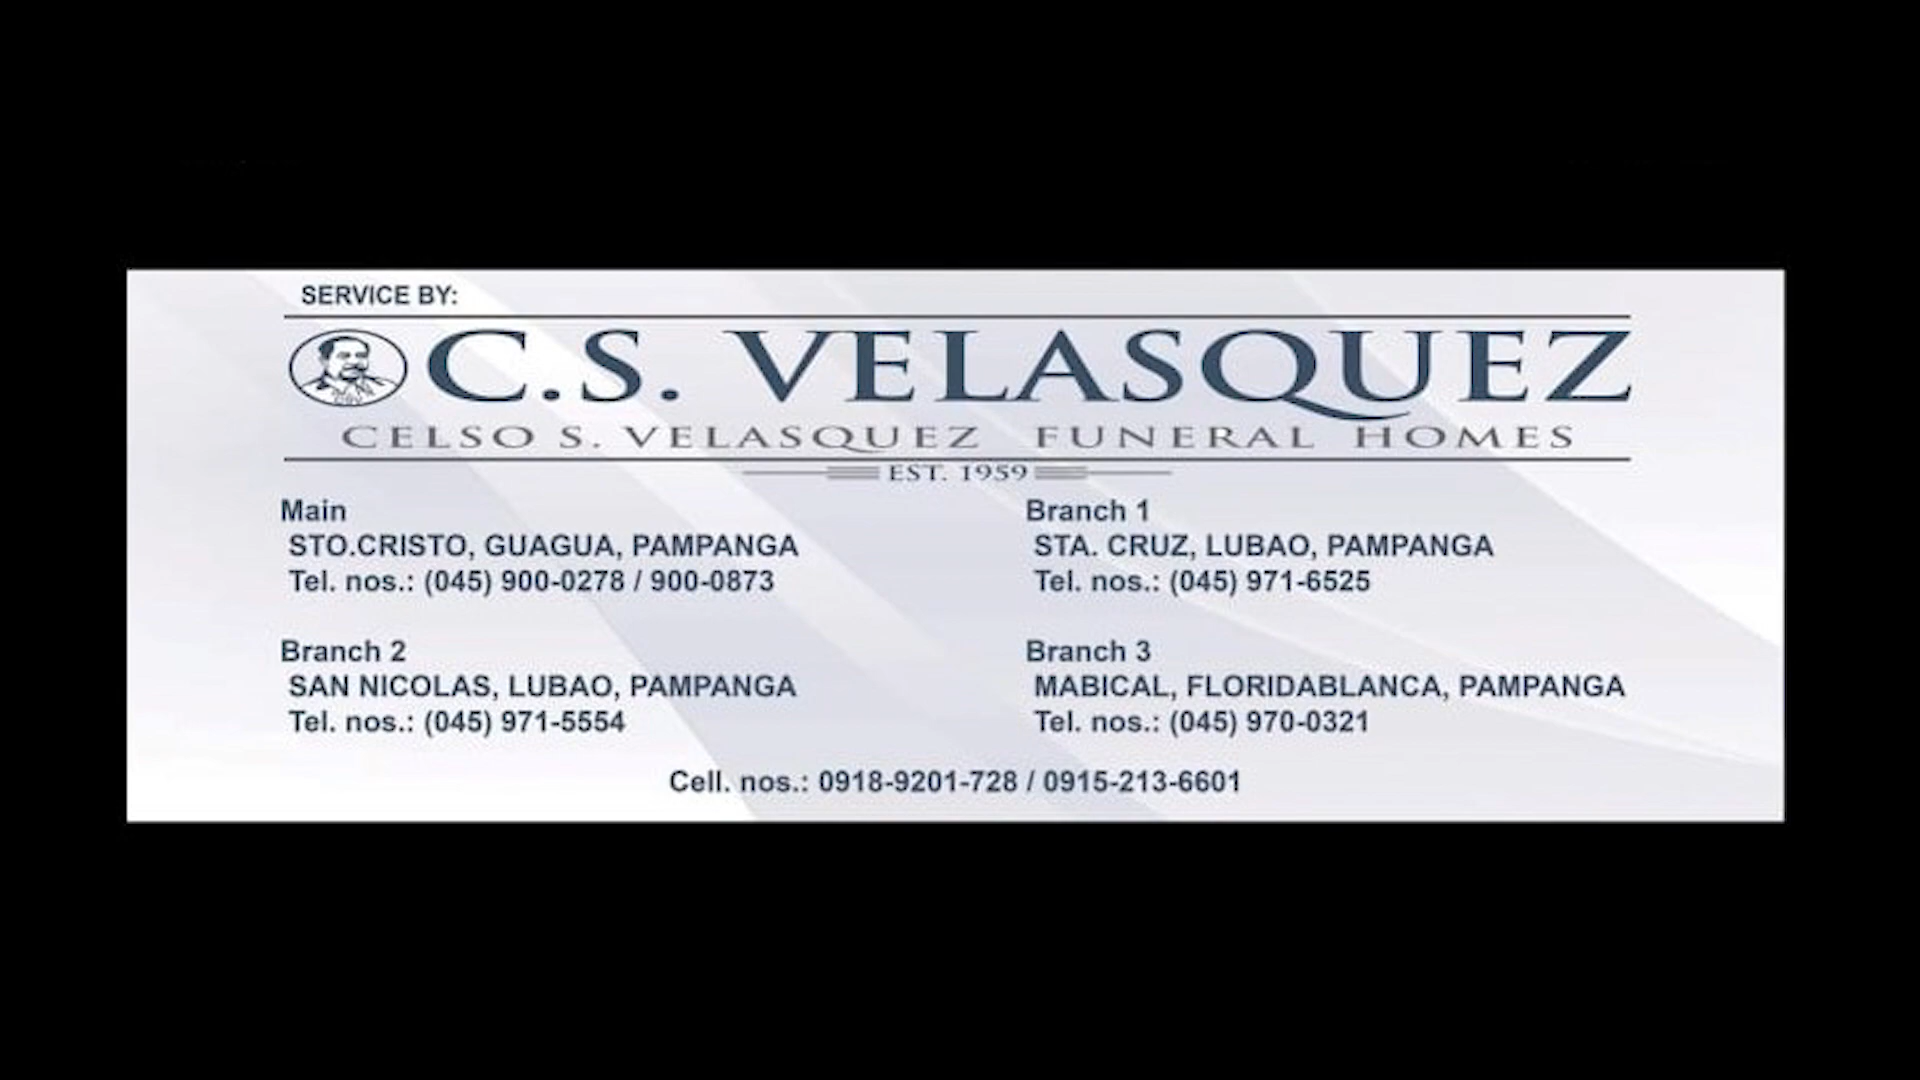 SERVICE BY:
C.S. VELASQUEZ
CELSO S. VELASQUEZ FUNERAL HOMES
EST. 1959
Main
STO.CRISTO, GUAGUA, PAMPANGA
Tel. nos.: (045) 900-0278 / 900-0873
Branch 1
STA. CRUZ, LUBAO, PAMPANGA
Tel. nos.: (045) 971-6525
Branch 2
SAN NICOLAS, LUBAO, PAMPANGA
Tel. nos.: (045) 971-5554
Branch 3
MABICAL, FLORIDABLANCA, PAMPANGA
Tel. nos.: (045) 970-0321
Cell. nos.: 0918-9201-728 / 0915-213-6601